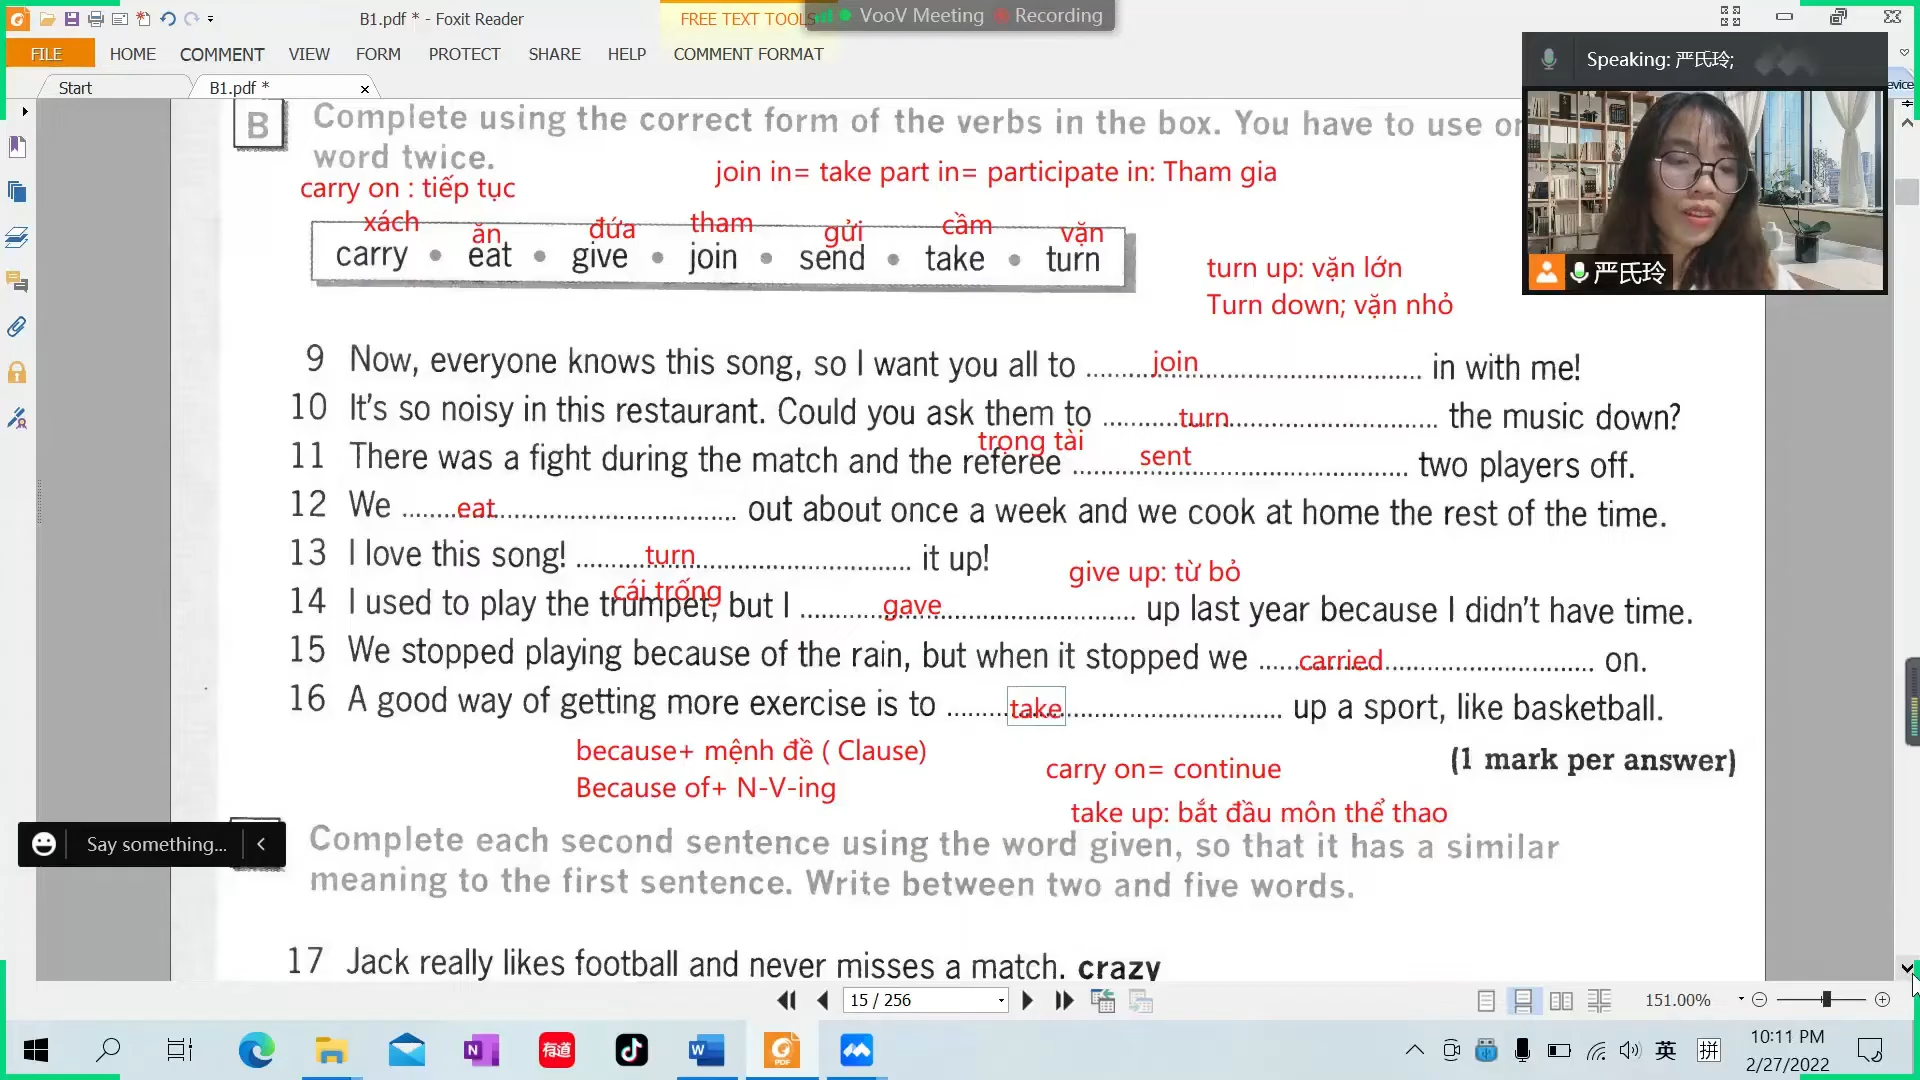 B1.pdf * - Foxit Reader
FREE TEXT TOOLS
VooV Meeting
Recording
FILE
HOME
COMMENT
VIEW
FORM
PROTECT
SHARE
HELP
COMMENT FORMAT
Speaking: 严氏玲;
Start
B1.pdf *
B
Complete using the correct form of the verbs in the box. You have to use
word twice.
join in= take part in= participate in: Tham gia
carry on : tiếp tục
xách
ăn
đứa
tham
gửi
cầm
vặn
carry • eat • give • join • send • take • turn
严氏玲
turn up: vặn lớn
Turn down; vặn nhỏ
9 Now, everyone knows this song, so I want you all to join in with me!
10 It's so noisy in this restaurant. Could you ask them to turn the music down?
trọng tài
11 There was a fight during the match and the referee sent two players off.
12 We eat out about once a week and we cook at home the rest of the time.
13 I love this song! turn it up!
give up: từ bỏ
cái trống
14 I used to play the trumpet, but I gave up last year because I didn't have time.
15 We stopped playing because of the rain, but when it stopped we carried on.
16 A good way of getting more exercise is to take up a sport, like basketball.
because+ mệnh đề ( Clause)
Because of+ N-V-ing
carry on= continue
(1 mark per answer)
take up: bắt đầu môn thể thao
Say something...
Complete each second sentence using the word given, so that it has a similar
meaning to the first sentence. Write between two and five words.
17 Jack really likes football and never misses a match. crazy
15 / 256
151.00%
有道
英
拼
10:11 PM
2/27/2022